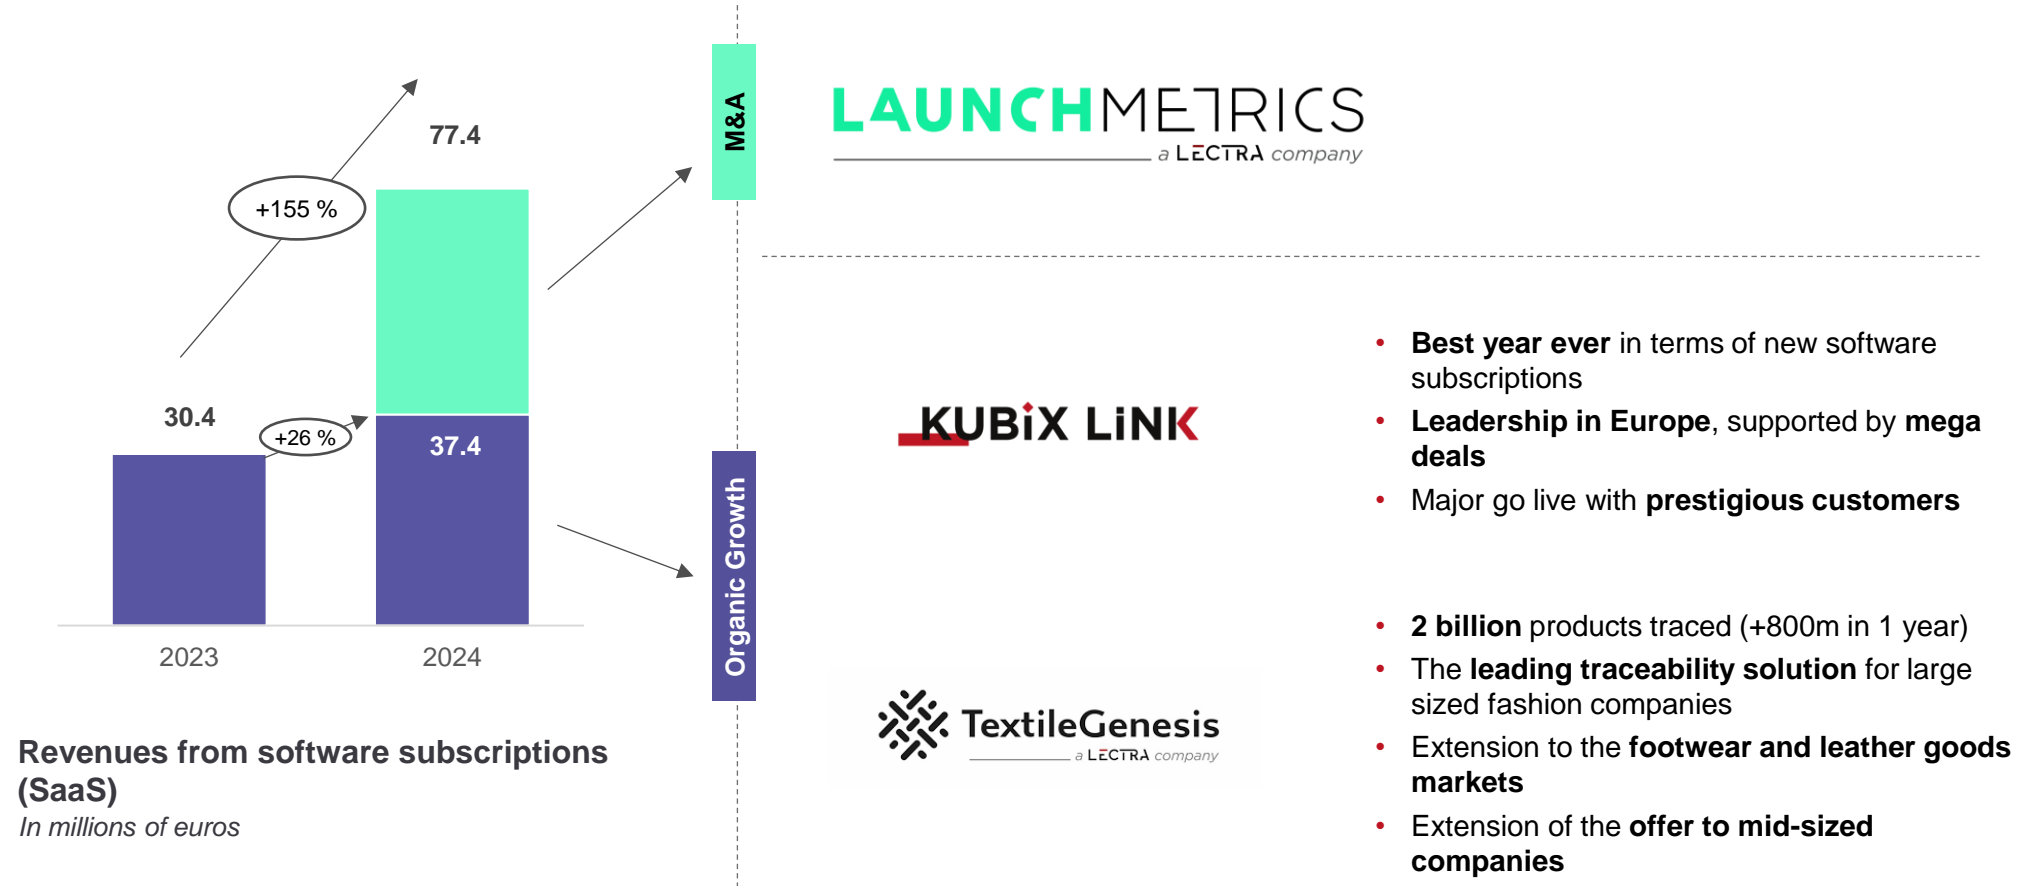 77.4
+155 %
30.4
+26 %
37.4
2023
2024
Revenues from software subscriptions
(SaaS)
In millions of euros
M&A
LAUNCHMETRICS
a LECTRA company
Organic Growth
KUBiX LiNK
• Best year ever in terms of new software
subscriptions
• Leadership in Europe, supported by mega
deals
• Major go live with prestigious customers
TextileGenesis
a LECTRA company
• 2 billion products traced (+800m in 1 year)
• The leading traceability solution for large
sized fashion companies
• Extension to the footwear and leather goods
markets
• Extension of the offer to mid-sized
companies